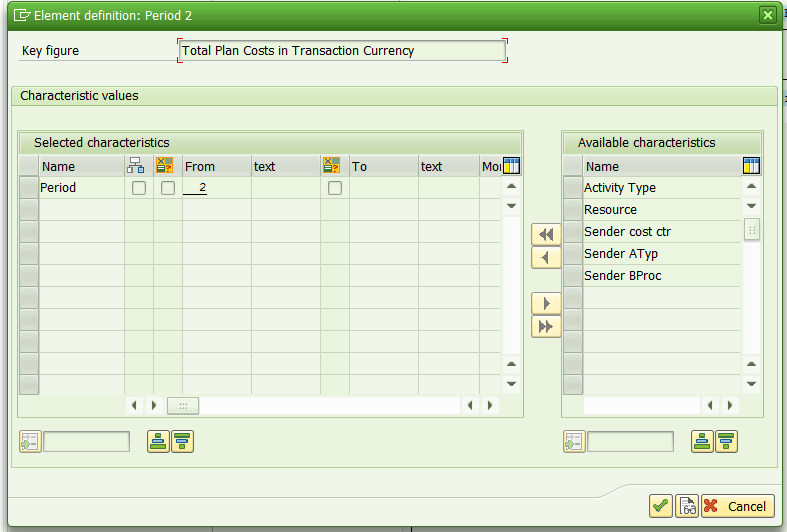 Element definition: Period 2
Key figure
Total Plan Costs in Transaction Currency
Characteristic values
Selected characteristics
Name From text To text Mo
Period 2
Available characteristics
Name
Activity Type
Resource
Sender cost ctr
Sender ATyp
Sender BProc
Cancel